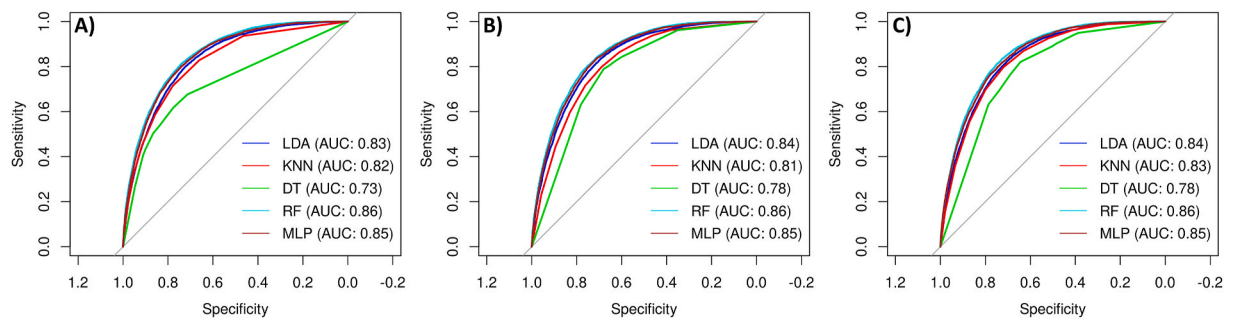 A)
Sensitivity
0.0 0.2 0.4 0.6 0.8 1.0
LDA (AUC: 0.83)
KNN (AUC: 0.82)
DT (AUC: 0.73)
RF (AUC: 0.86)
MLP (AUC: 0.85)
1.2 1.0 0.8 0.6 0.4 0.2 0.0 -0.2
Specificity
B)
Sensitivity
0.0 0.2 0.4 0.6 0.8 1.0
LDA (AUC: 0.84)
KNN (AUC: 0.81)
DT (AUC: 0.78)
RF (AUC: 0.86)
MLP (AUC: 0.85)
1.2 1.0 0.8 0.6 0.4 0.2 0.0 -0.2
Specificity
C)
Sensitivity
0.0 0.2 0.4 0.6 0.8 1.0
LDA (AUC: 0.84)
KNN (AUC: 0.83)
DT (AUC: 0.78)
RF (AUC: 0.86)
MLP (AUC: 0.85)
1.2 1.0 0.8 0.6 0.4 0.2 0.0 -0.2
Specificity